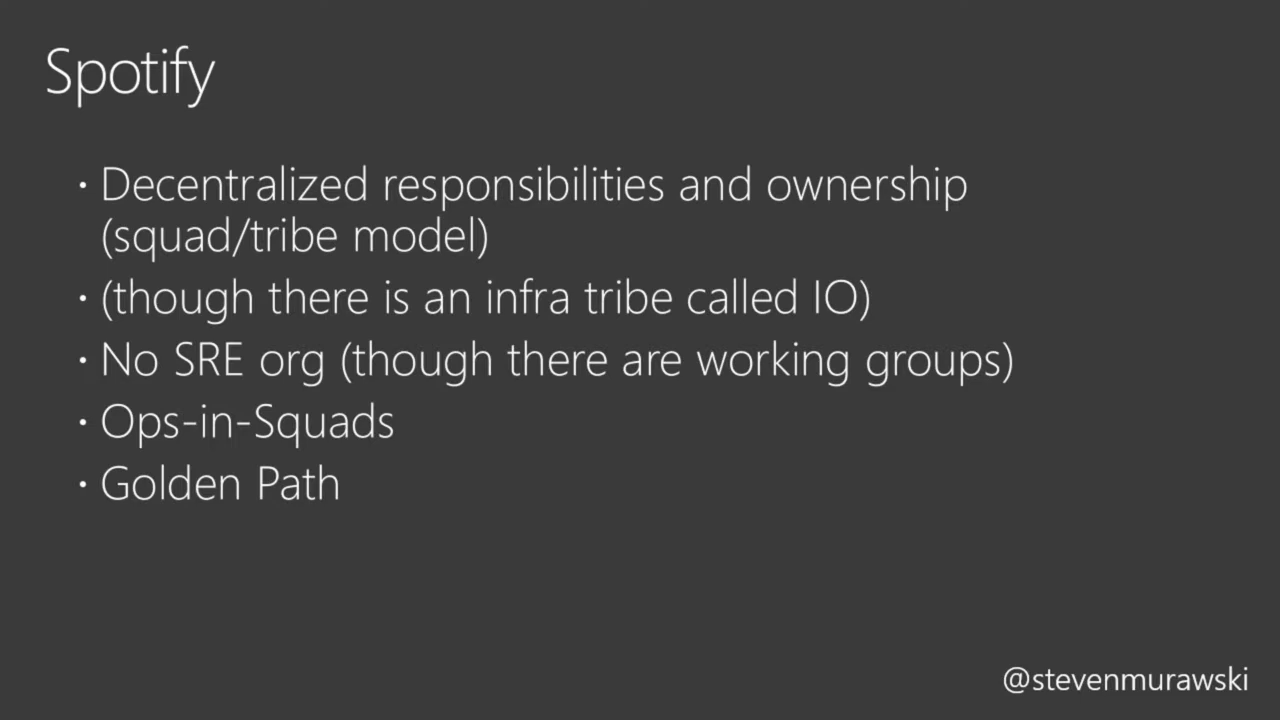 Spotify
· Decentralized responsibilities and ownership
(squad/tribe model)
· (though there is an infra tribe called IO)
· No SRE org (though there are working groups)
· Ops-in-Squads
· Golden Path
@stevenmurawski